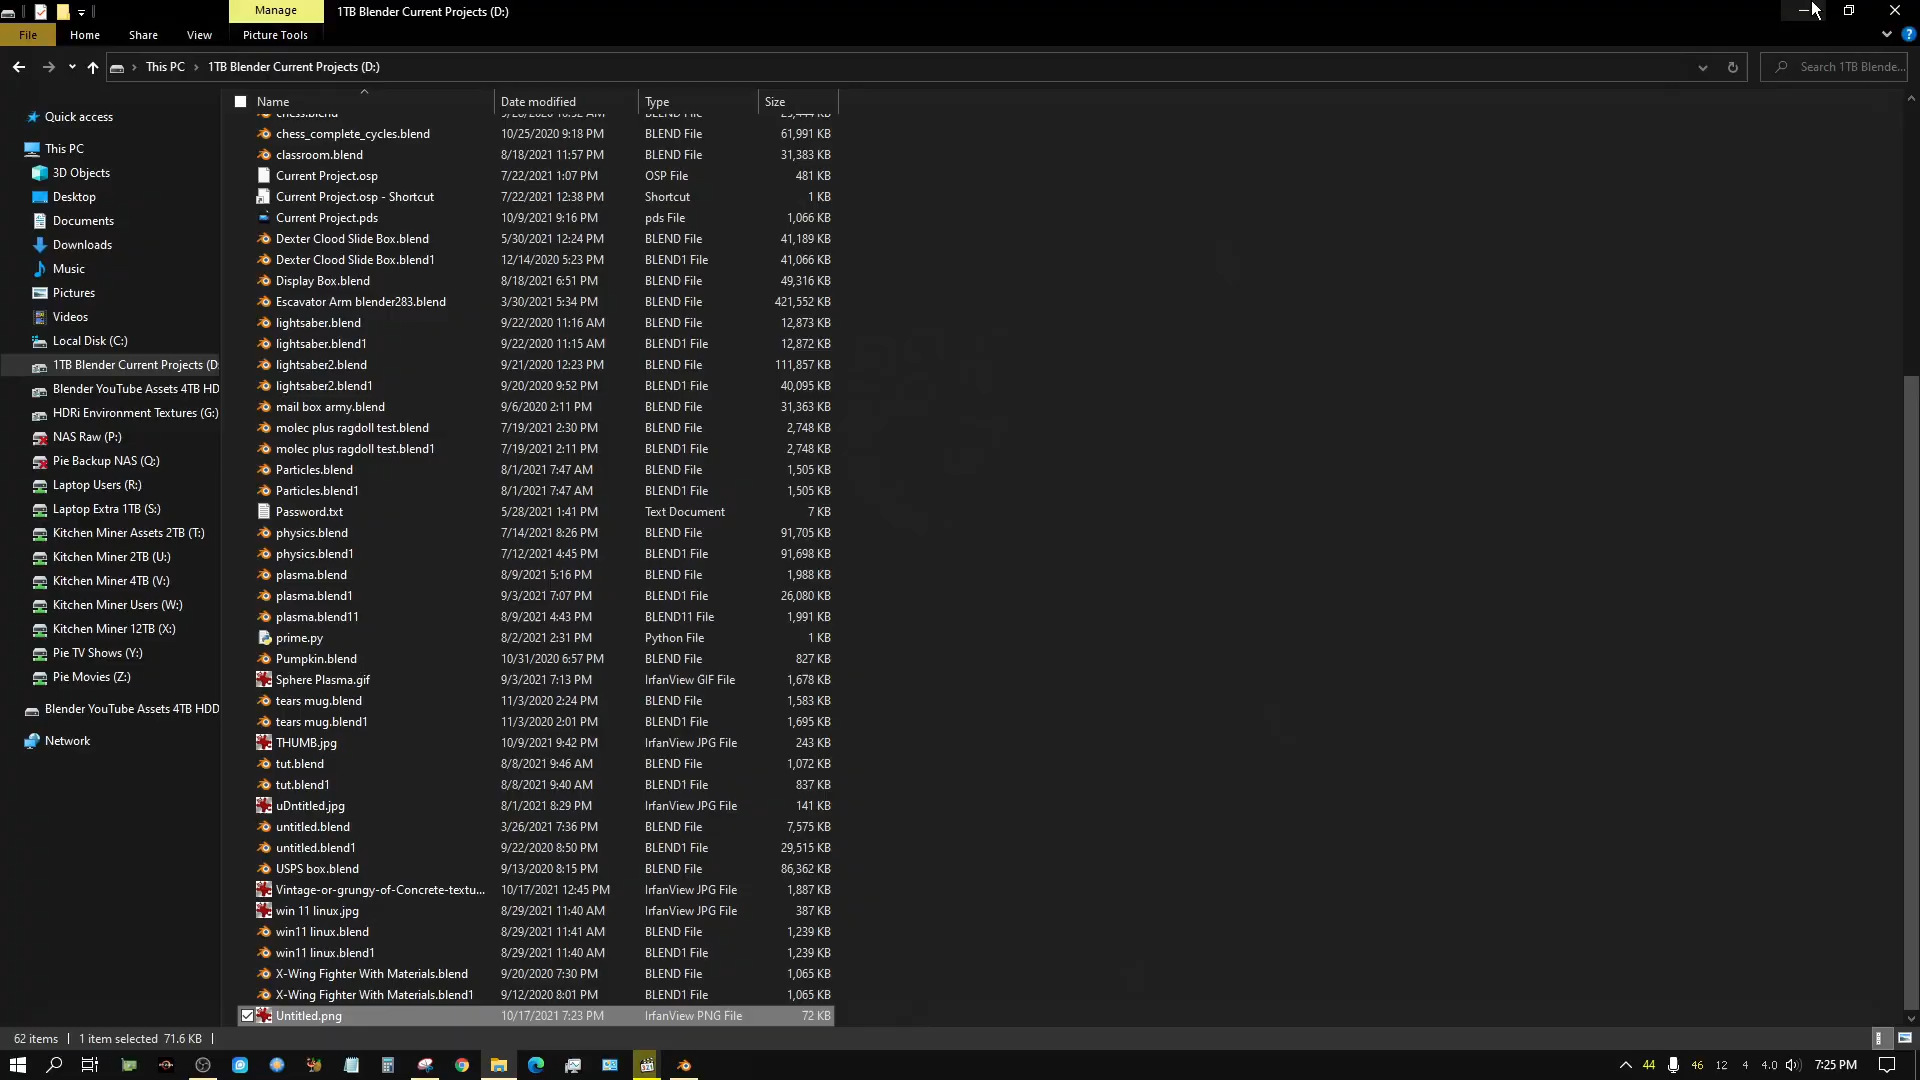 Manage
1TB Blender Current Projects (D:)
File
Home
Share
View
Picture Tools
This PC
1TB Blender Current Projects (D:)
Search 1TB Blende...
Name
Date modified
Type
Size
Quick access
This PC
3D Objects
Desktop
Documents
Downloads
Music
Pictures
Videos
Local Disk (C:)
1TB Blender Current Projects (D:
Blender YouTube Assets 4TB HD
HDRi Environment Textures (G:)
NAS Raw (P:)
Pie Backup NAS (Q:)
Laptop Users (R:)
Laptop Extra 1TB (S:)
Kitchen Miner Assets 2TB (T:)
Kitchen Miner 2TB (U:)
Kitchen Miner 4TB (V:)
Kitchen Miner Users (W:)
Kitchen Miner 12TB (X:)
Pie TV Shows (Y:)
Pie Movies (Z:)
Blender YouTube Assets 4TB HDD
Network
chess_complete_cycles.blend 10/25/2020 9:18 PM BLEND File 61,991 KB
classroom.blend 8/18/2021 11:57 PM BLEND File 31,383 KB
Current Project.osp 7/22/2021 1:07 PM OSP File 481 KB
Current Project.osp - Shortcut 7/22/2021 12:38 PM Shortcut 1 KB
Current Project.pds 10/9/2021 9:16 PM pds File 1,066 KB
Dexter Clood Slide Box.blend 5/30/2021 12:24 PM BLEND File 41,189 KB
Dexter Clood Slide Box.blend1 12/14/2020 5:23 PM BLEND1 File 41,066 KB
Display Box.blend 8/18/2021 6:51 PM BLEND File 49,316 KB
Escavator Arm blender283.blend 3/30/2021 5:34 PM BLEND File 421,552 KB
lightsaber.blend 9/22/2020 11:16 AM BLEND File 12,873 KB
lightsaber.blend1 9/22/2020 11:15 AM BLEND1 File 12,872 KB
lightsaber2.blend 9/21/2020 12:23 PM BLEND File 111,857 KB
lightsaber2.blend1 9/20/2020 9:52 PM BLEND1 File 40,095 KB
mail box army.blend 9/6/2020 2:11 PM BLEND File 31,363 KB
molec plus ragdoll test.blend 7/19/2021 2:30 PM BLEND File 2,748 KB
molec plus ragdoll test.blend1 7/19/2021 2:11 PM BLEND1 File 2,748 KB
Particles.blend 8/1/2021 7:47 AM BLEND File 1,505 KB
Particles.blend1 8/1/2021 7:47 AM BLEND1 File 1,505 KB
Password.txt 5/28/2021 1:41 PM Text Document 7 KB
physics.blend 7/14/2021 8:26 PM BLEND File 91,705 KB
physics.blend1 7/12/2021 4:45 PM BLEND1 File 91,698 KB
plasma.blend 8/9/2021 5:16 PM BLEND File 1,988 KB
plasma.blend1 9/3/2021 7:07 PM BLEND1 File 26,080 KB
plasma.blend11 8/9/2021 4:43 PM BLEND11 File 1,991 KB
prime.py 8/2/2021 2:31 PM Python File 1 KB
Pumpkin.blend 10/31/2020 6:57 PM BLEND File 827 KB
Sphere Plasma.gif 9/3/2021 7:13 PM IrfanView GIF File 1,678 KB
tears mug.blend 11/3/2020 2:24 PM BLEND File 1,583 KB
tears mug.blend1 11/3/2020 2:01 PM BLEND1 File 1,695 KB
THUMB.jpg 10/9/2021 9:42 PM IrfanView JPG File 243 KB
tut.blend 8/8/2021 9:46 AM BLEND File 1,072 KB
tut.blend1 8/8/2021 9:40 AM BLEND1 File 837 KB
uDntitled.jpg 8/1/2021 8:29 PM IrfanView JPG File 141 KB
untitled.blend 3/26/2021 7:36 PM BLEND File 7,575 KB
untitled.blend1 9/22/2020 8:50 PM BLEND1 File 29,515 KB
USPS box.blend 9/13/2020 8:15 PM BLEND File 86,362 KB
Vintage-or-grungy-of-Concrete-textu... 10/17/2021 12:45 PM IrfanView JPG File 1,887 KB
win 11 linux.jpg 8/29/2021 11:40 AM IrfanView JPG File 387 KB
win11 linux.blend 8/29/2021 11:41 AM BLEND File 1,239 KB
win11 linux.blend1 8/29/2021 11:40 AM BLEND1 File 1,239 KB
X-Wing Fighter With Materials.blend 9/20/2020 7:30 PM BLEND File 1,065 KB
X-Wing Fighter With Materials.blend1 9/12/2020 8:01 PM BLEND1 File 1,065 KB
Untitled.png 10/17/2021 7:23 PM IrfanView PNG File 72 KB
62 items
1 item selected 71.6 KB
44
46
12
4
4.0
7:25 PM